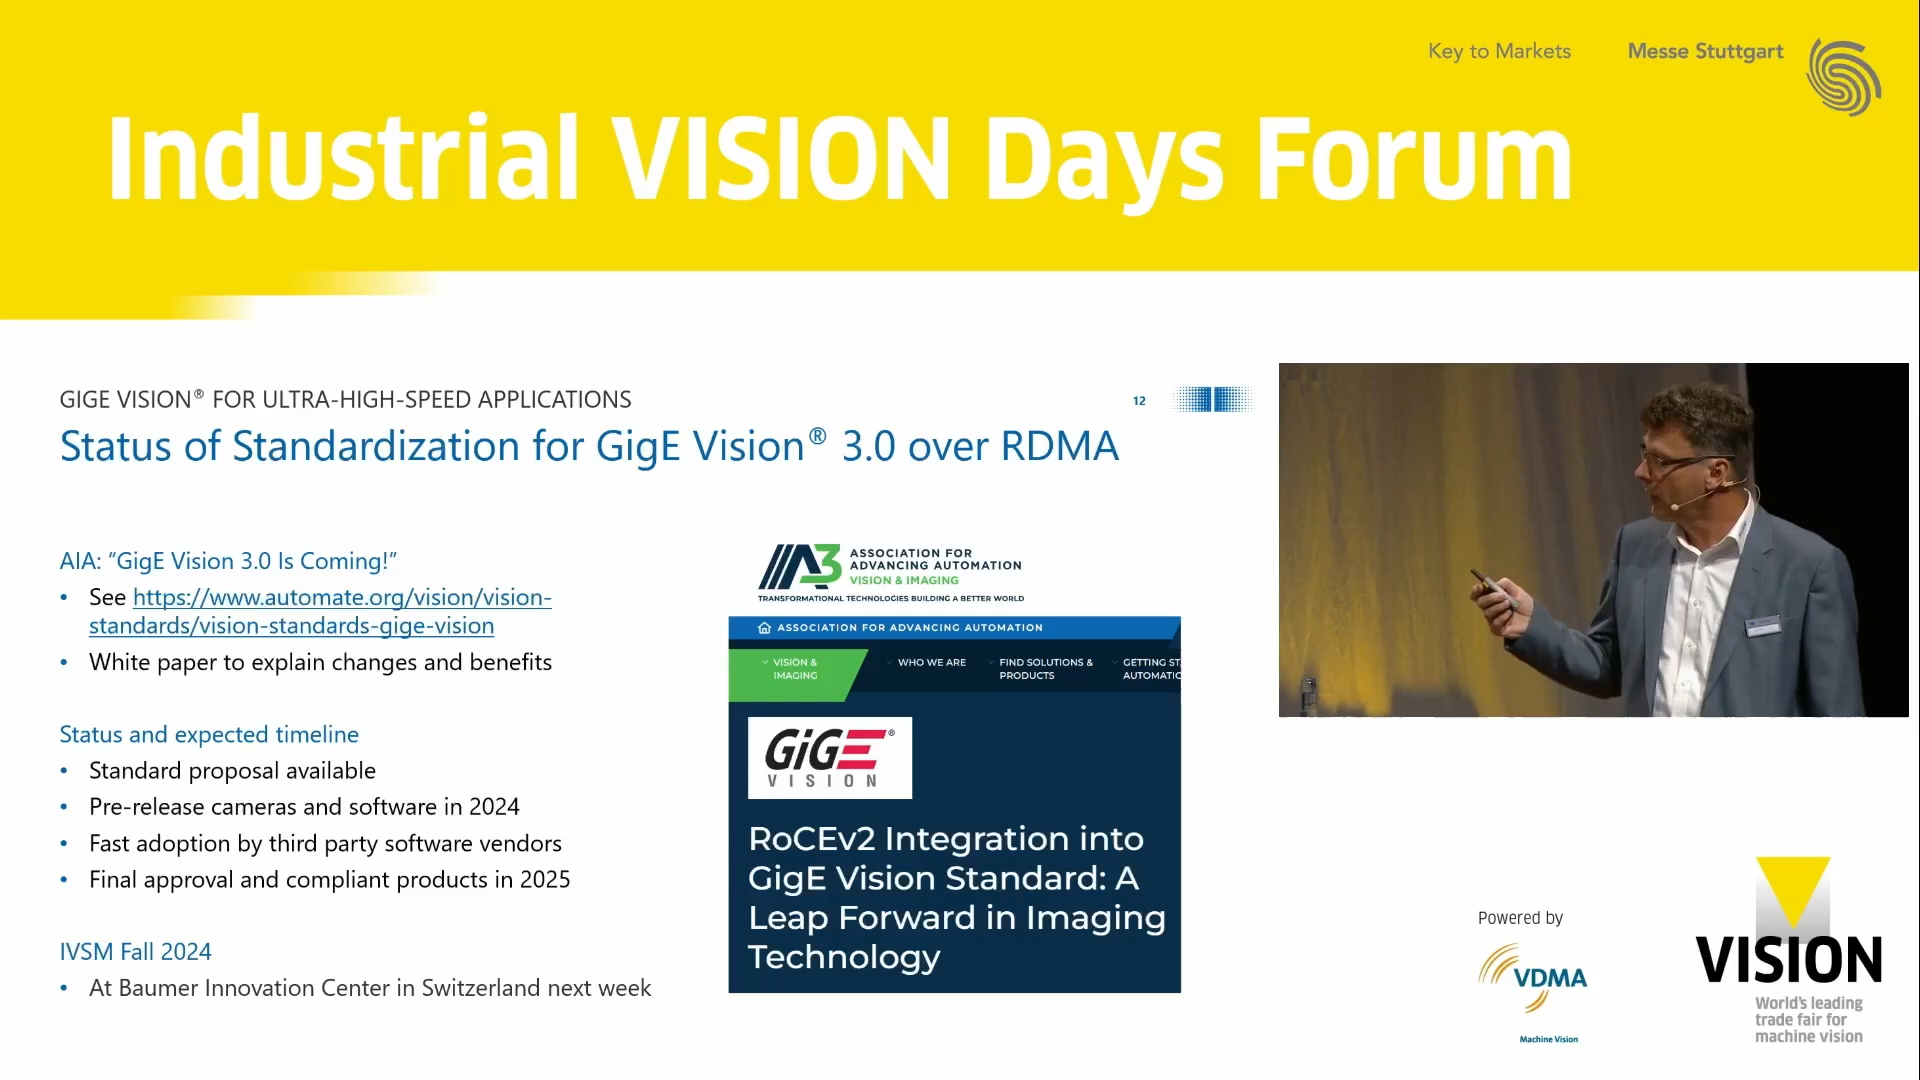 Key to Markets
Messe Stuttgart
Industrial VISION Days Forum
GIGE VISION® FOR ULTRA-HIGH-SPEED APPLICATIONS
12
Status of Standardization for GigE Vision® 3.0 over RDMA
AIA: “GigE Vision 3.0 Is Coming!”
• See https://www.automate.org/vision/vision-
standards/vision-standards-gige-vision
• White paper to explain changes and benefits
Status and expected timeline
• Standard proposal available
• Pre-release cameras and software in 2024
• Fast adoption by third party software vendors
• Final approval and compliant products in 2025
IVSM Fall 2024
• At Baumer Innovation Center in Switzerland next week
A3
ASSOCIATION FOR
ADVANCING AUTOMATION
VISION & IMAGING
TRANSFORMATIONAL TECHNOLOGIES BUILDING A BETTER WORLD
ASSOCIATION FOR ADVANCING AUTOMATION
VISION &
IMAGING
WHO WE ARE
FIND SOLUTIONS &
PRODUCTS
GETTING ST
AUTOMATIC
GiGE®
VISION
RoCEv2 Integration into
GigE Vision Standard: A
Leap Forward in Imaging
Technology
Powered by
VDMA
Machine Vision
VISION
World's leading
trade fair for
machine vision